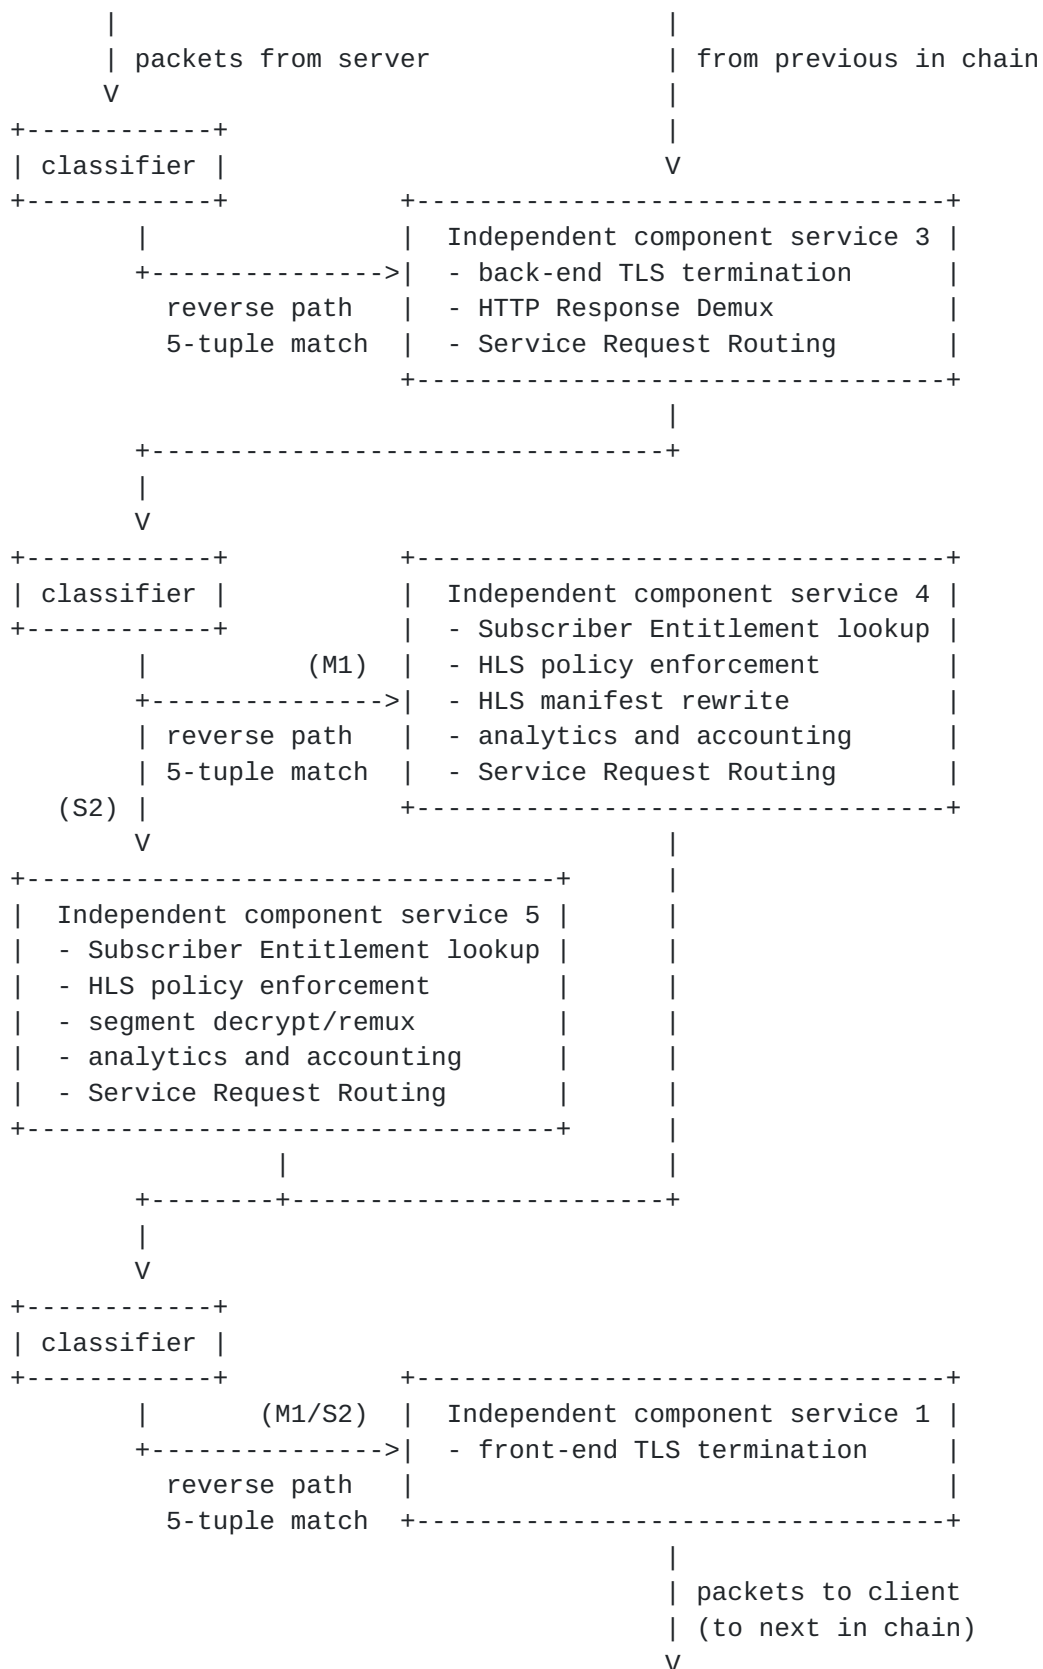 packets from server from previous in chain
V
classifier V
Independent component service 3
- back-end TLS termination
reverse path - HTTP Response Demux
5-tuple match - Service Request Routing
V
classifier Independent component service 4
- Subscriber Entitlement lookup
(M1) - HLS policy enforcement
- HLS manifest rewrite
reverse path - analytics and accounting
5-tuple match - Service Request Routing
(S2)
V
Independent component service 5
- Subscriber Entitlement lookup
- HLS policy enforcement
- segment decrypt/remux
- analytics and accounting
- Service Request Routing
V
classifier
(M1/S2) Independent component service 1
- front-end TLS termination
reverse path
5-tuple match
packets to client
(to next in chain)
V